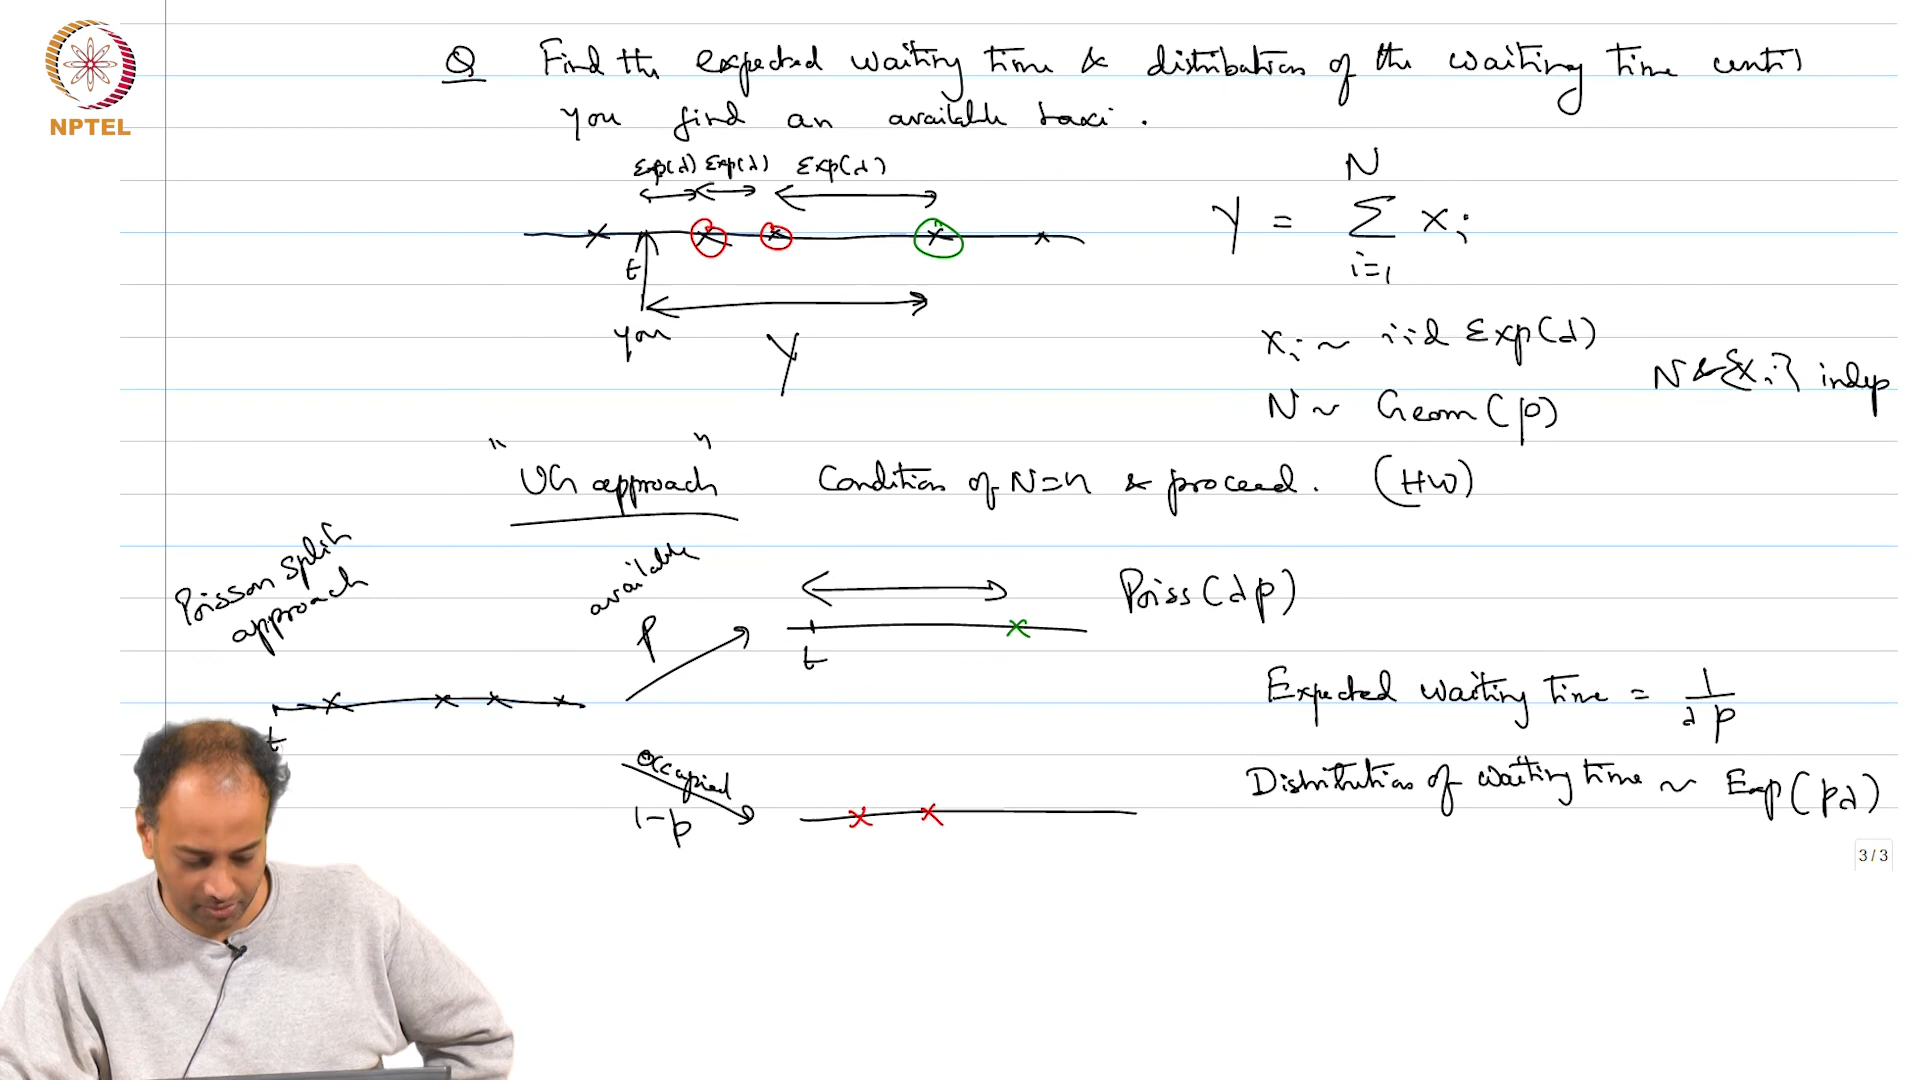 NPTEL
Q Find the expected waiting time & distribution of the waiting time until
you find an available taxi.
Exp(λ) Exp(λ) Exp(λ)
t
you
Y
Y = N Σ i=1 Xi
Xi ~ iid Exp(λ)
N & {Xi} indep
N ~ Geom(p)
"UG approach" Condition of N=n & proceed. (HW)
Poisson split
approach
available
p
t
Poiss(λp)
t
occupied
1-p
Expected waiting time = 1/λp
Distribution of waiting time ~ Exp(pλ)
3 / 3